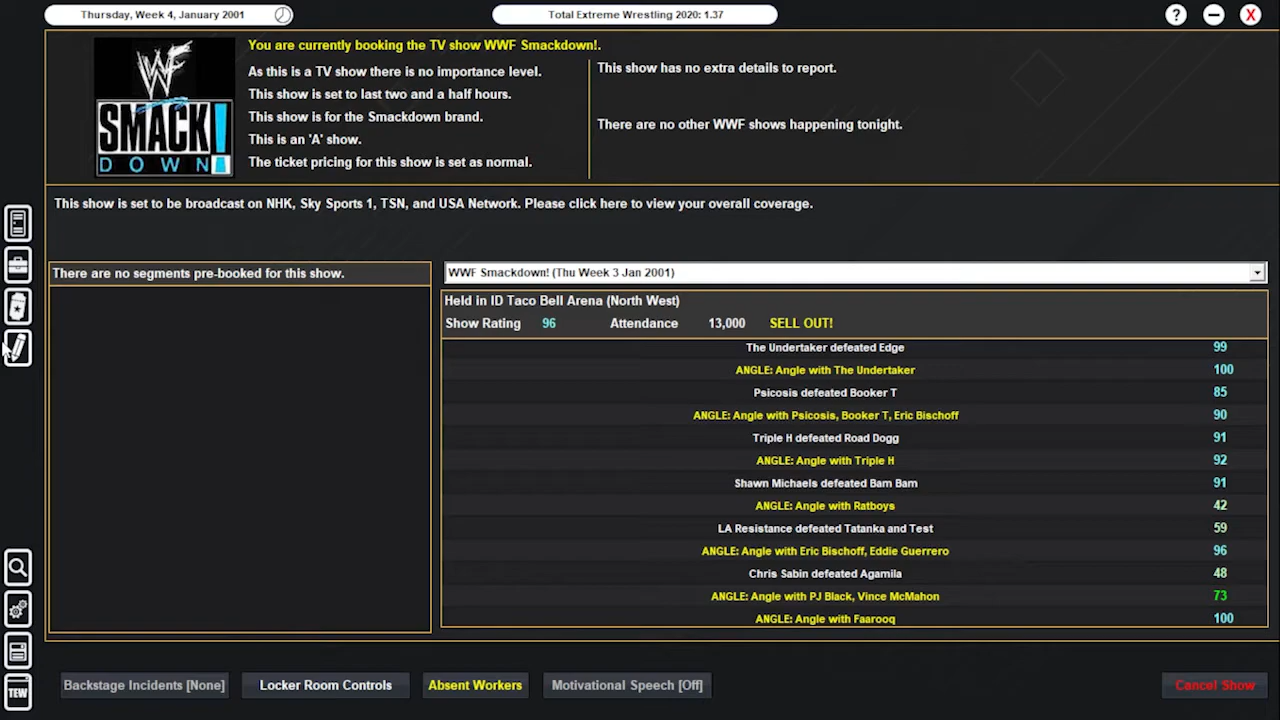 Thursday, Week 4, January 2001
Total Extreme Wrestling 2020: 1.37
?
X
W
SMACK!
DOWN
You are currently booking the TV show WWF Smackdown!.
As this is a TV show there is no importance level.
This show is set to last two and a half hours.
This show is for the Smackdown brand.
This is an 'A' show.
The ticket pricing for this show is set as normal.
This show has no extra details to report.
There are no other WWF shows happening tonight.
This show is set to be broadcast on NHK, Sky Sports 1, TSN, and USA Network. Please click here to view your overall coverage.
There are no segments pre-booked for this show.
WWF Smackdown! (Thu Week 3 Jan 2001)
Held in ID Taco Bell Arena (North West)
Show Rating 96 Attendance 13,000 SELL OUT!
The Undertaker defeated Edge 99
ANGLE: Angle with The Undertaker 100
Psicosis defeated Booker T 85
ANGLE: Angle with Psicosis, Booker T, Eric Bischoff 90
Triple H defeated Road Dogg 91
ANGLE: Angle with Triple H 92
Shawn Michaels defeated Bam Bam 91
ANGLE: Angle with Ratboys 42
LA Resistance defeated Tatanka and Test 59
ANGLE: Angle with Eric Bischoff, Eddie Guerrero 96
Chris Sabin defeated Agamila 48
ANGLE: Angle with PJ Black, Vince McMahon 73
ANGLE: Angle with Faarooq 100
TEW
Backstage Incidents [None]
Locker Room Controls
Absent Workers
Motivational Speech [Off]
Cancel Show